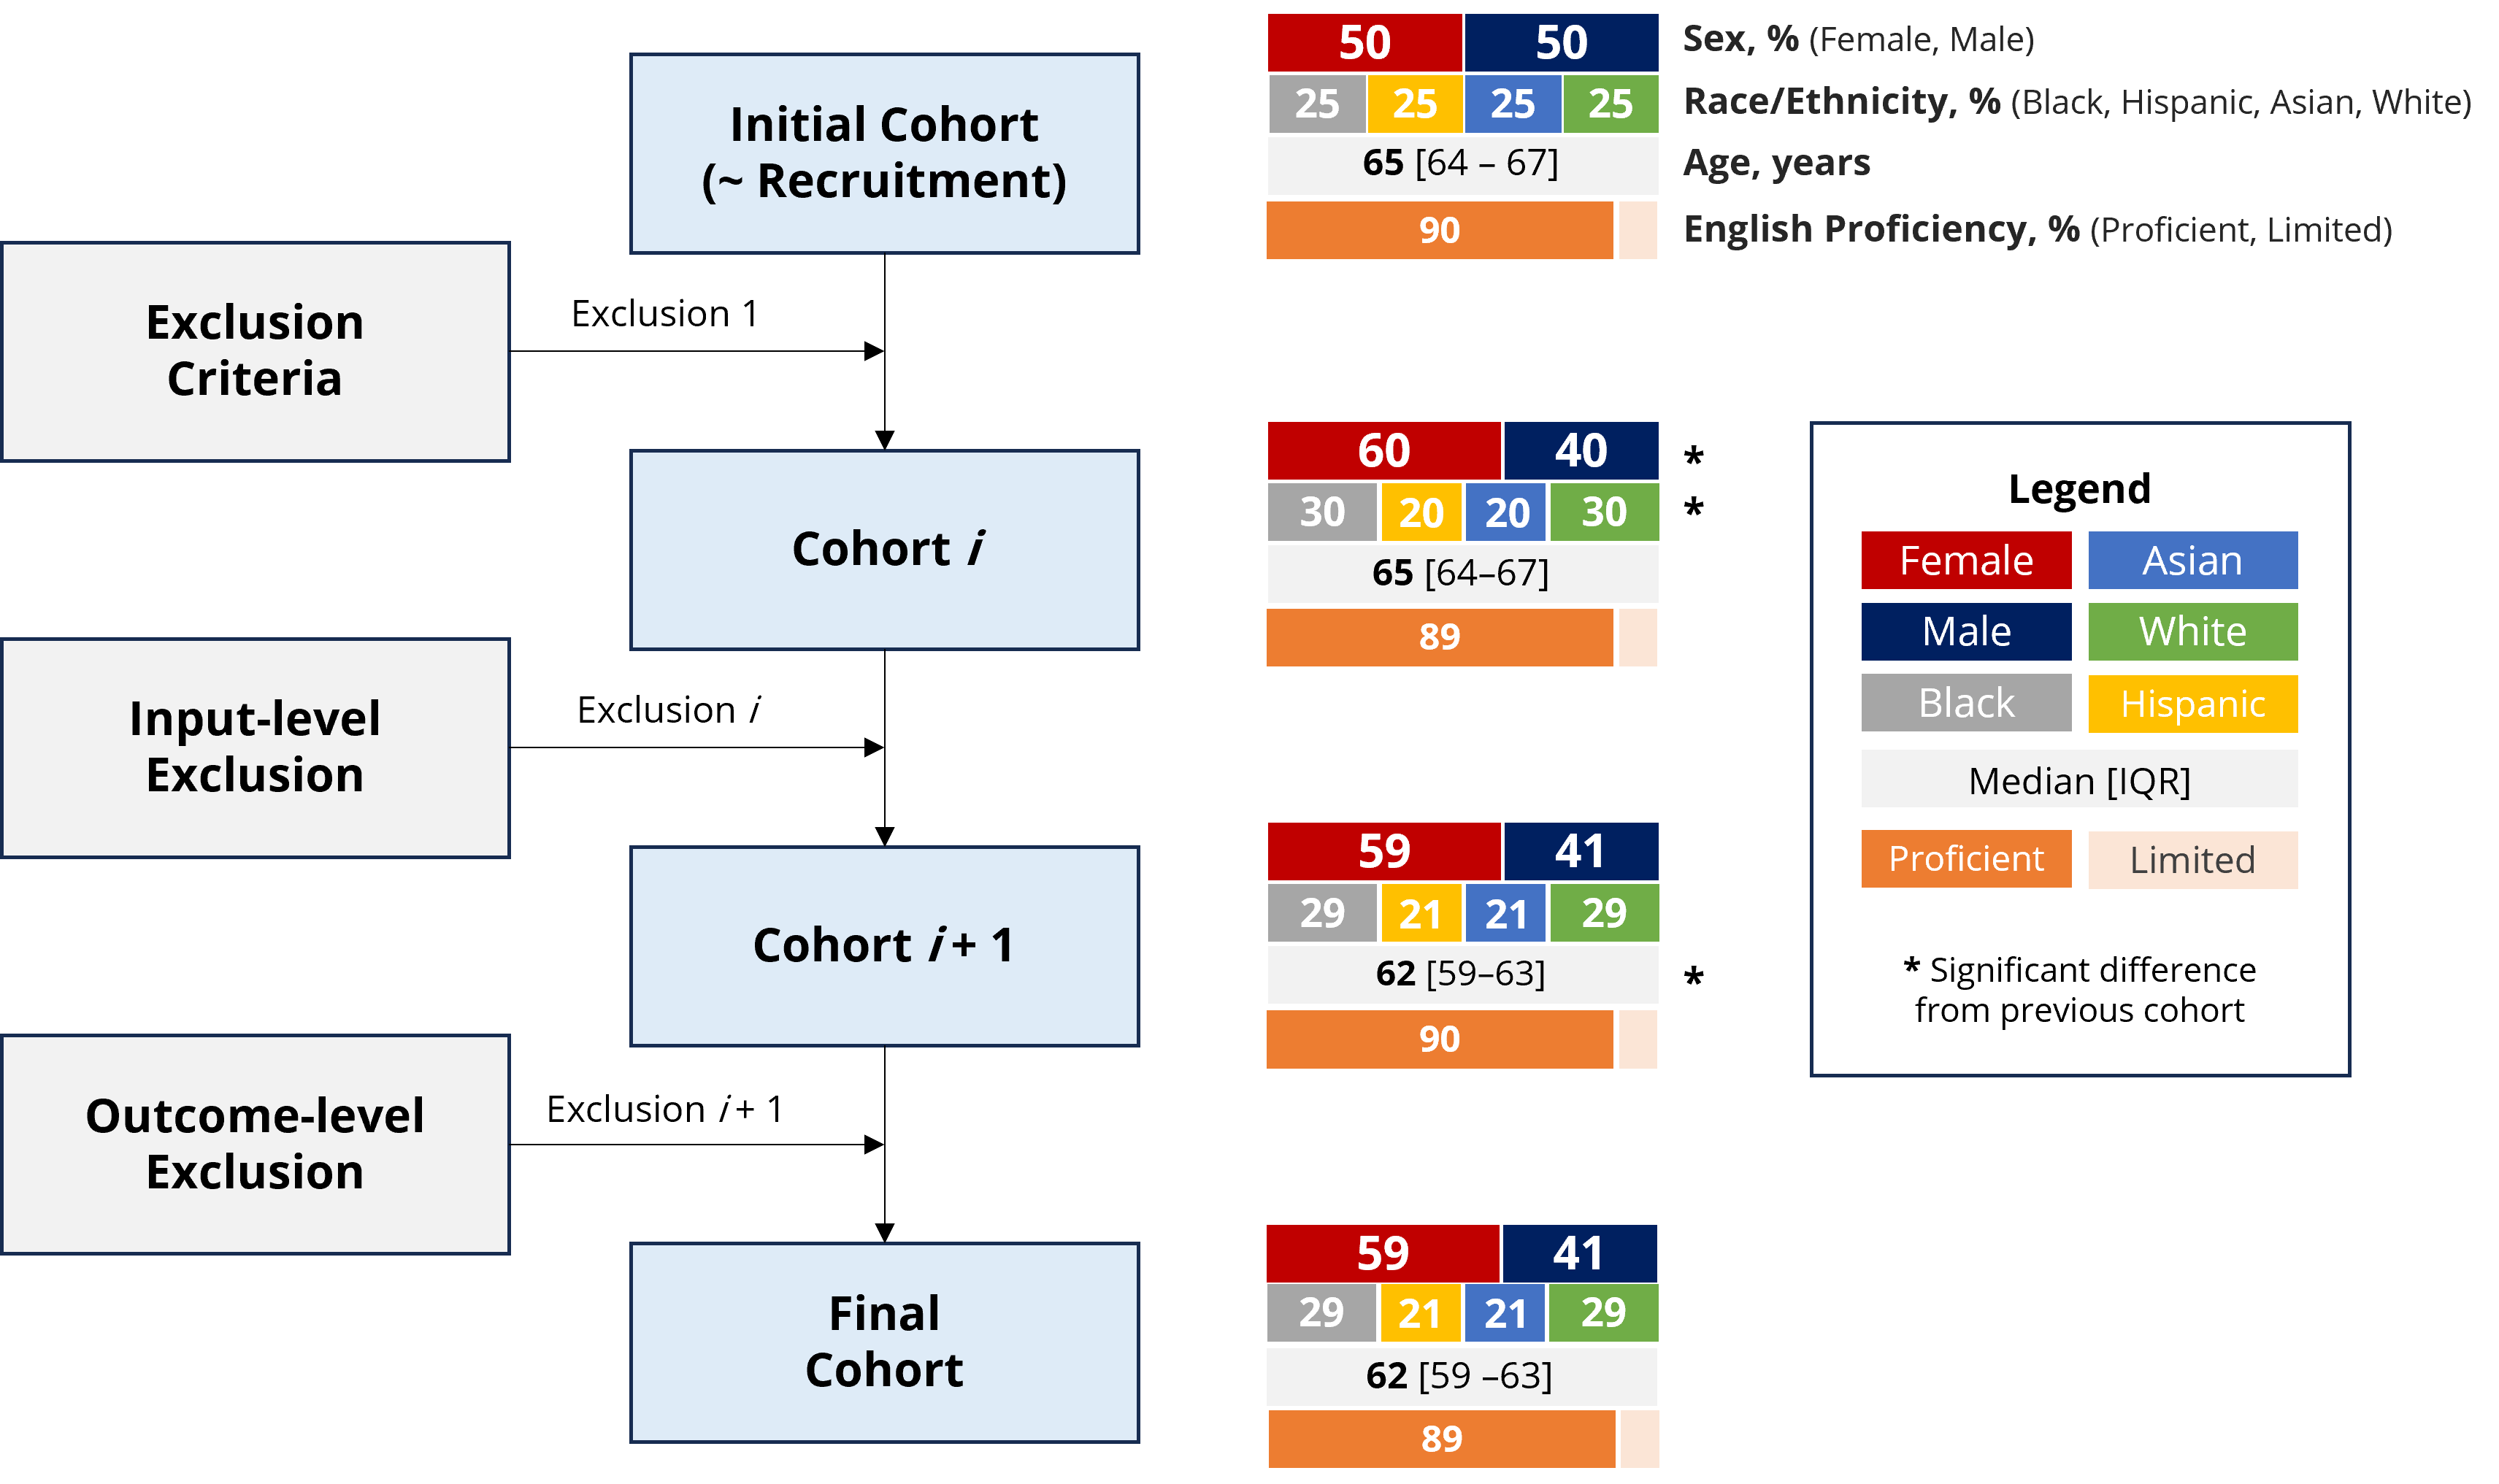 50 50 Sex, % (Female, Male)
25 25 25 25 Race/Ethnicity, % (Black, Hispanic, Asian, White)
65 [64 – 67] Age, years
90 English Proficiency, % (Proficient, Limited)
Initial Cohort
(~ Recruitment)
Exclusion
Criteria
Exclusion 1
Cohort i
60 40 *
30 20 20 30 *
65 [64–67]
89
Input-level
Exclusion
Exclusion i
Cohort i + 1
59 41
29 21 21 29
62 [59–63] *
90
Outcome-level
Exclusion
Exclusion i + 1
Final
Cohort
59 41
29 21 21 29
62 [59 –63]
89
Legend
Female Asian
Male White
Black Hispanic
Median [IQR]
Proficient Limited
* Significant difference
from previous cohort